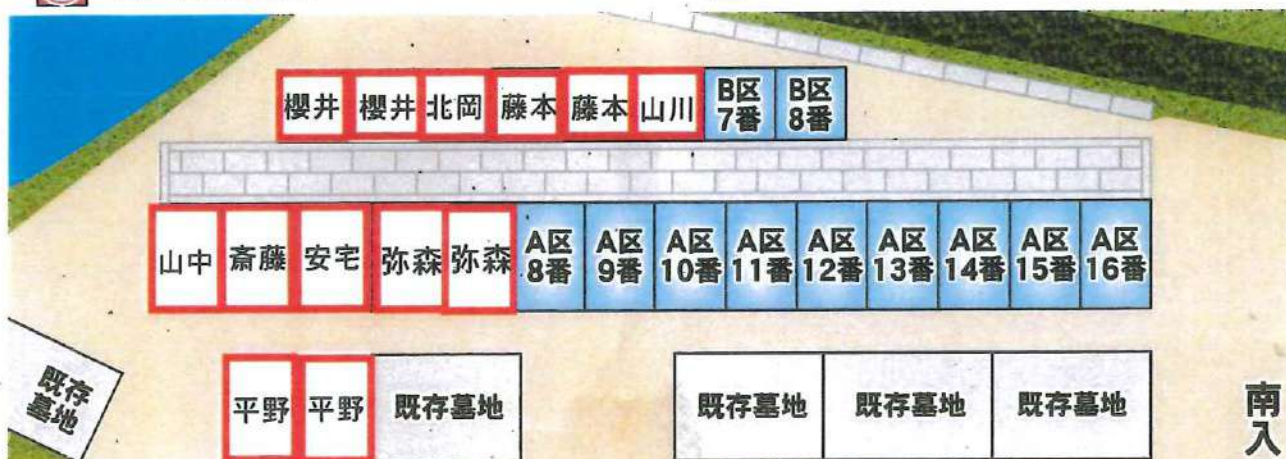 櫻井 櫻井 北岡 藤本 藤本 山川 B区 B区
7番 8番
山中 斎藤 安宅 弥森 弥森 A区 A区 A区 A区 A区 A区 A区 A区 A区
8番 9番 10番 11番 12番 13番 14番 15番 16番
既存
墓地
平野 平野 既存墓地 既存墓地 既存墓地 既存墓地
南入